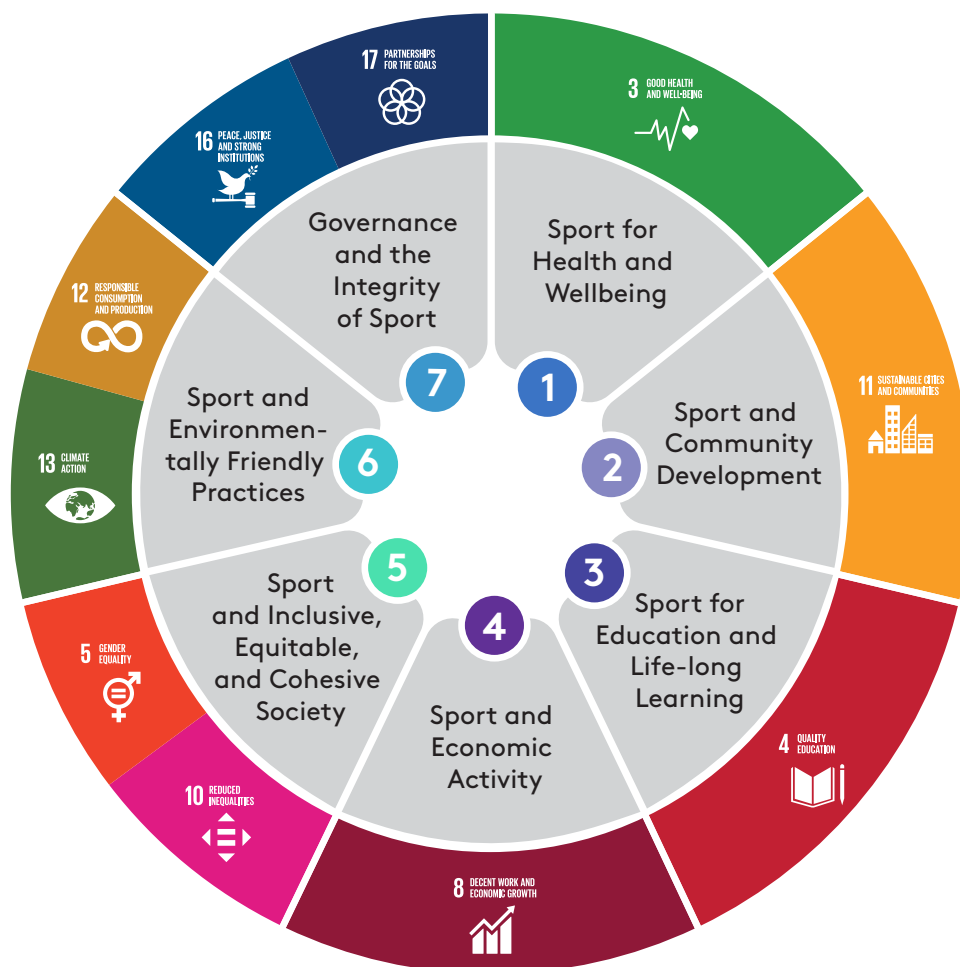 17 PARTNERSHIPS
FOR THE GOALS
3 GOOD HEALTH
AND WELL-BEING
16 PEACE, JUSTICE
AND STRONG
INSTITUTIONS
12 RESPONSIBLE
CONSUMPTION
AND PRODUCTION
11 SUSTAINABLE CITIES
AND COMMUNITIES
13 CLIMATE
ACTION
5 GENDER
EQUALITY
4 QUALITY
EDUCATION
10 REDUCED
INEQUALITIES
8 DECENT WORK AND
ECONOMIC GROWTH
Sport for
Health and
Wellbeing
1
Sport and
Community
Development
2
Sport for
Education and
Life-long
Learning
3
Sport and
Economic
Activity
4
Sport
and Inclusive,
Equitable,
and Cohesive
Society
5
Sport and
Environmen-
tally Friendly
Practices
6
Governance
and the
Integrity
of Sport
7